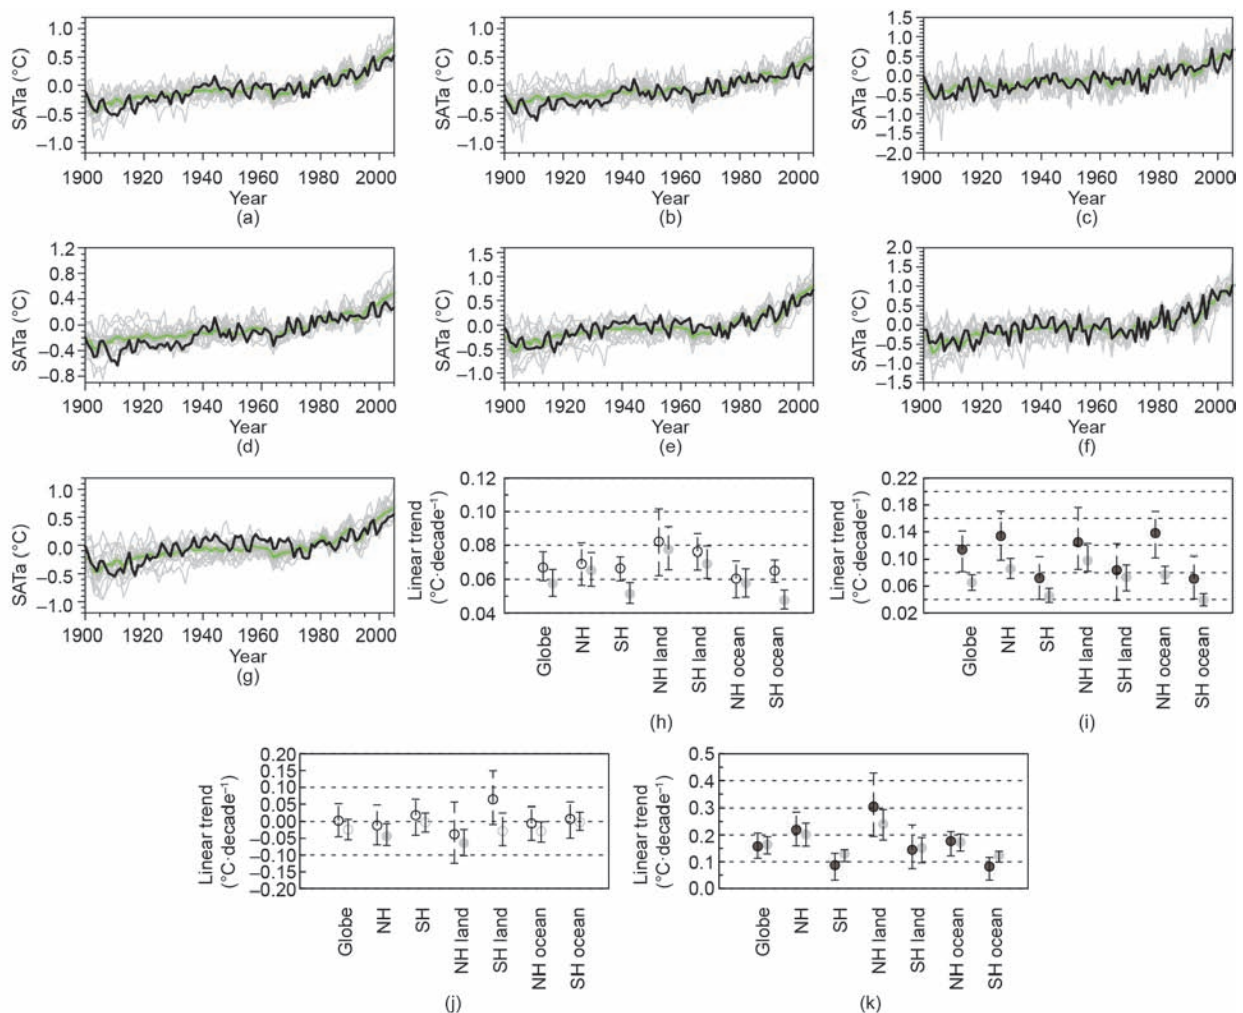 SATa (°C)
1.0
0.5
0.0
–0.5
–1.0
1900 1920 1940 1960 1980 2000
Year
(a)
SATa (°C)
1.0
0.5
0.0
–0.5
–1.0
1900 1920 1940 1960 1980 2000
Year
(b)
SATa (°C)
1.5
1.0
0.5
0.0
–0.5
–1.0
–1.5
–2.0
1900 1920 1940 1960 1980 2000
Year
(c)
SATa (°C)
1.2
0.8
0.4
0.0
–0.4
–0.8
1900 1920 1940 1960 1980 2000
Year
(d)
SATa (°C)
1.5
1.0
0.5
0.0
–0.5
–1.0
1900 1920 1940 1960 1980 2000
Year
(e)
SATa (°C)
2.0
1.5
1.0
0.5
0.0
–0.5
–1.0
–1.5
1900 1920 1940 1960 1980 2000
Year
(f)
SATa (°C)
1.0
0.5
0.0
–0.5
–1.0
1900 1920 1940 1960 1980 2000
Year
(g)
Linear trend
(°C·decade⁻¹)
0.12
0.10
0.08
0.06
0.04
Globe
NH
SH
NH land
SH land
NH ocean
SH ocean
(h)
Linear trend
(°C·decade⁻¹)
0.22
0.18
0.14
0.10
0.06
0.02
Globe
NH
SH
NH land
SH land
NH ocean
SH ocean
(i)
Linear trend
(°C·decade⁻¹)
0.20
0.15
0.10
0.05
–0.00
–0.05
–0.10
–0.15
–0.20
Globe
NH
SH
NH land
SH land
NH ocean
SH ocean
(j)
Linear trend
(°C·decade⁻¹)
0.5
0.4
0.3
0.2
0.1
0.0
Globe
NH
SH
NH land
SH land
NH ocean
SH ocean
(k)